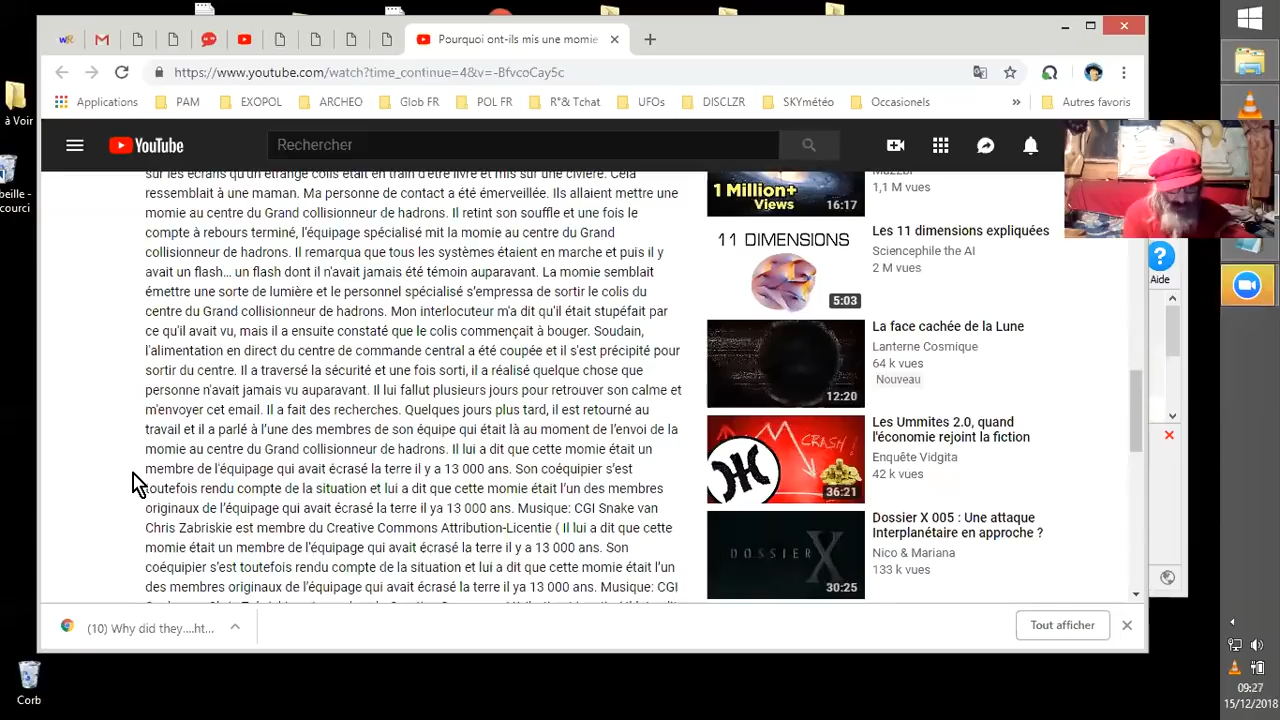 à Voir
beille -
courci
Corb
Pourquoi ont-ils mis une momie
https://www.youtube.com/watch?time_continue=4&v=-BfvcoCay5c
Applications
PAM
EXOPOL
ARCHEO
Glob FR
POL FR
R°& Tchat
UFOs
DISCLZR
SKYmétéo
Occasionels
»
Autres favoris
YouTube
Rechercher
sur les écrans qu'un étrange colis était en train d'être livré et mis sur une civière. Cela
ressemblait à une maman. Ma personne de contact a été émerveillée. Ils allaient mettre une
momie au centre du Grand collisionneur de hadrons. Il retint son souffle et une fois le
compte à rebours terminé, l'équipage spécialisé mit la momie au centre du Grand
collisionneur de hadrons. Il remarqua que tous les systèmes étaient en marche et puis il y
avait un flash... un flash dont il n'avait jamais été témoin auparavant. La momie semblait
émettre une sorte de lumière et le personnel spécialisé s'empressa de sortir le colis du
centre du Grand collisionneur de hadrons. Mon interlocuteur m'a dit qu'il était stupéfait par
ce qu'il avait vu, mais il a ensuite constaté que le colis commençait à bouger. Soudain,
l'alimentation en direct du centre de commande central a été coupée et il s'est précipité pour
sortir du centre. Il a traversé la sécurité et une fois sorti, il a réalisé quelque chose que
personne n'avait jamais vu auparavant. Il lui fallut plusieurs jours pour retrouver son calme et
m'envoyer cet email. Il a fait des recherches. Quelques jours plus tard, il est retourné au
travail et il a parlé à l'une des membres de son équipe qui était là au moment de l'envoi de la
momie au centre du Grand collisionneur de hadrons. Il lui a dit que cette momie était un
membre de l'équipage qui avait écrasé la terre il y a 13 000 ans. Son coéquipier s'est
toutefois rendu compte de la situation et lui a dit que cette momie était l'un des membres
originaux de l'équipage qui avait écrasé la terre il ya 13 000 ans. Musique: CGI Snake van
Chris Zabriskie est membre du Creative Commons Attribution-Licentie ( Il lui a dit que cette
momie était un membre de l'équipage qui avait écrasé la terre il y a 13 000 ans. Son
coéquipier s'est toutefois rendu compte de la situation et lui a dit que cette momie était l'un
des membres originaux de l'équipage qui avait écrasé la terre il ya 13 000 ans. Musique: CGI
1 Million+
Views
16:17
1,1 M vues
11 DIMENSIONS
5:03
Les 11 dimensions expliquées
Sciencephile the AI
2 M vues
12:20
La face cachée de la Lune
Lanterne Cosmique
64 k vues
Nouveau
CRASH!
36:21
Les Ummites 2.0, quand
l'économie rejoint la fiction
Enquête Vidgita
42 k vues
DOSSIER X
30:25
Dossier X 005 : Une attaque
Interplanétaire en approche ?
Nico & Mariana
133 k vues
Aide
(10) Why did they....ht...
Tout afficher
09:27
15/12/2018